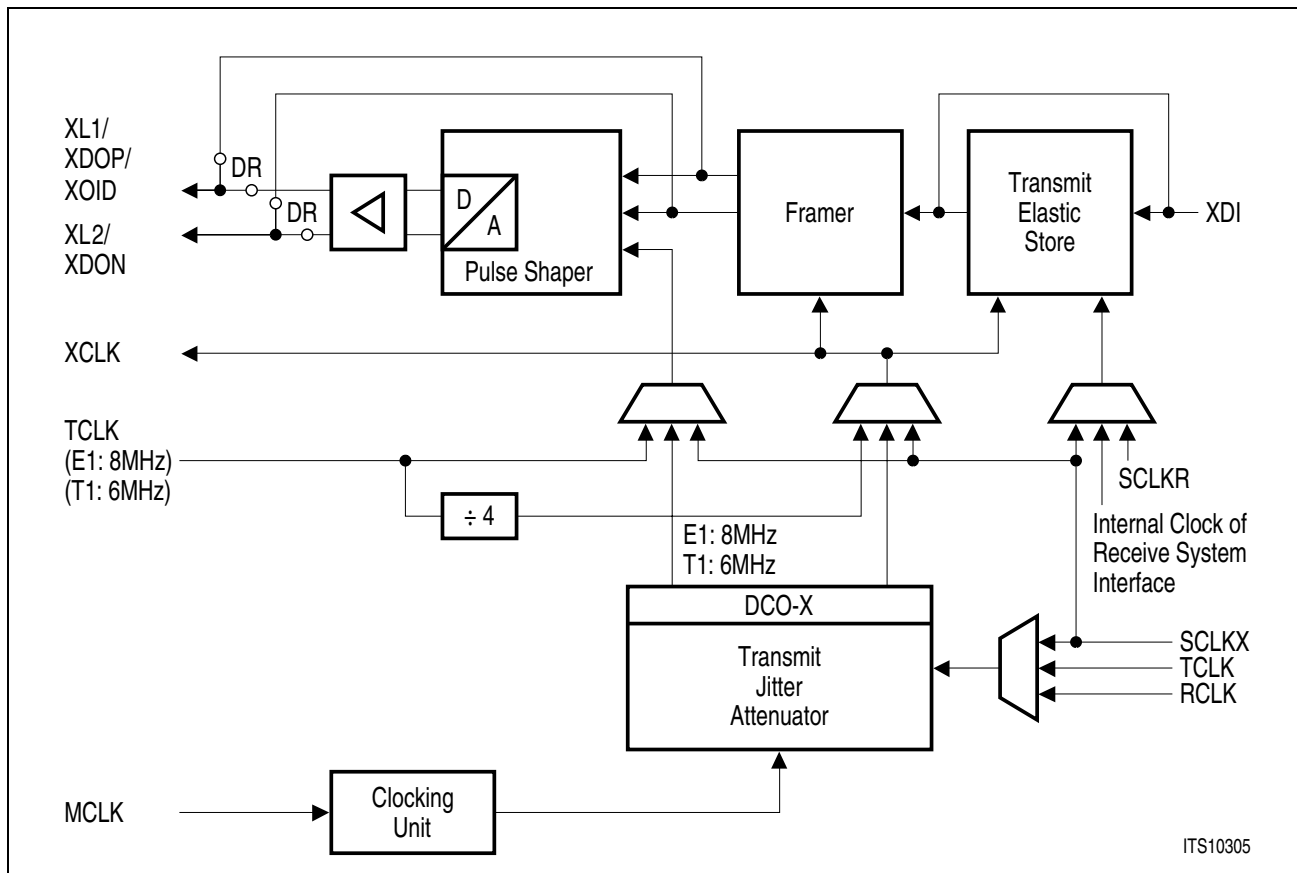 XL1/
XDOP/
XOID
DR
XL2/
XDON
DR
D
A
Pulse Shaper
Framer
Transmit
Elastic
Store
XDI
XCLK
TCLK
(E1: 8MHz)
(T1: 6MHz)
÷ 4
E1: 8MHz
T1: 6MHz
SCLKR
Internal Clock of
Receive System
Interface
DCO-X
Transmit
Jitter
Attenuator
SCLKX
TCLK
RCLK
MCLK
Clocking
Unit
ITS10305